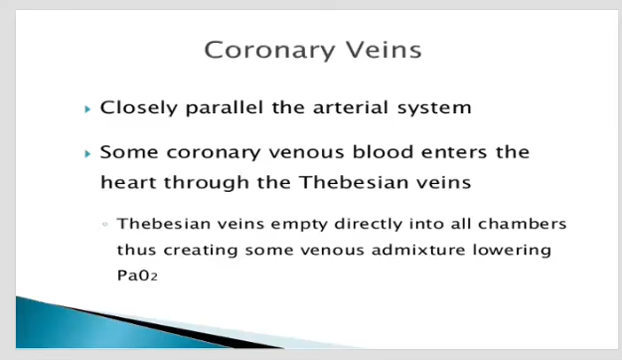 Coronary Veins
Closely parallel the arterial system
Some coronary venous blood enters the
heart through the Thebesian veins
Thebesian veins empty directly into all chambers
thus creating some venous admixture lowering
Pa0₂